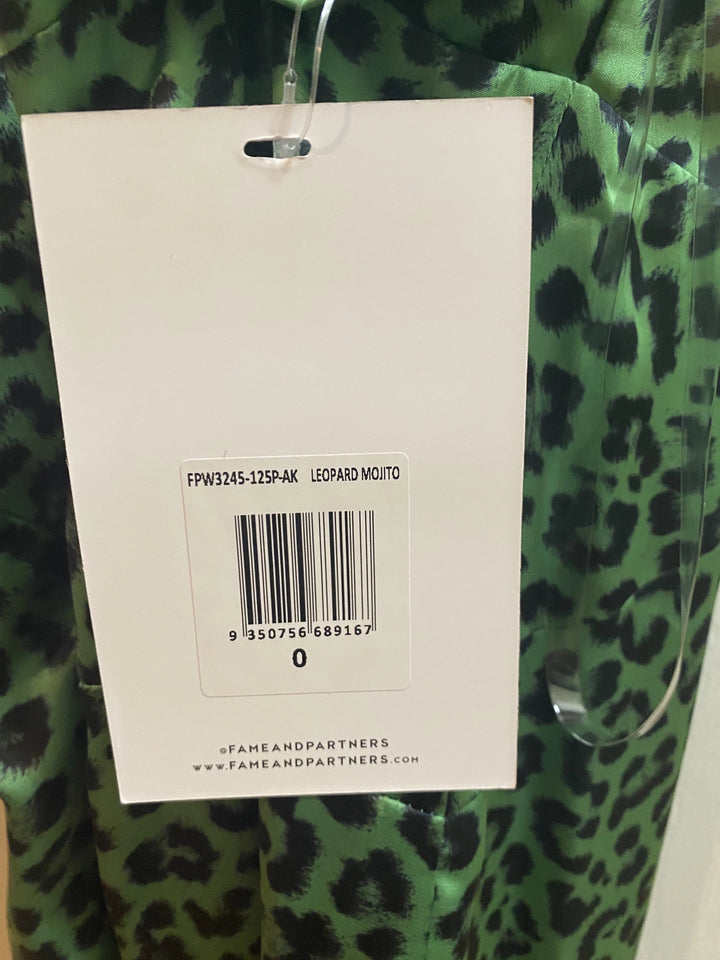 FPW3245-125P-AK LEOPARD MOJITO
9 350756 689167
0
@FAMEANDPARTNERS
WWW.FAMEANDPARTNERS.COM